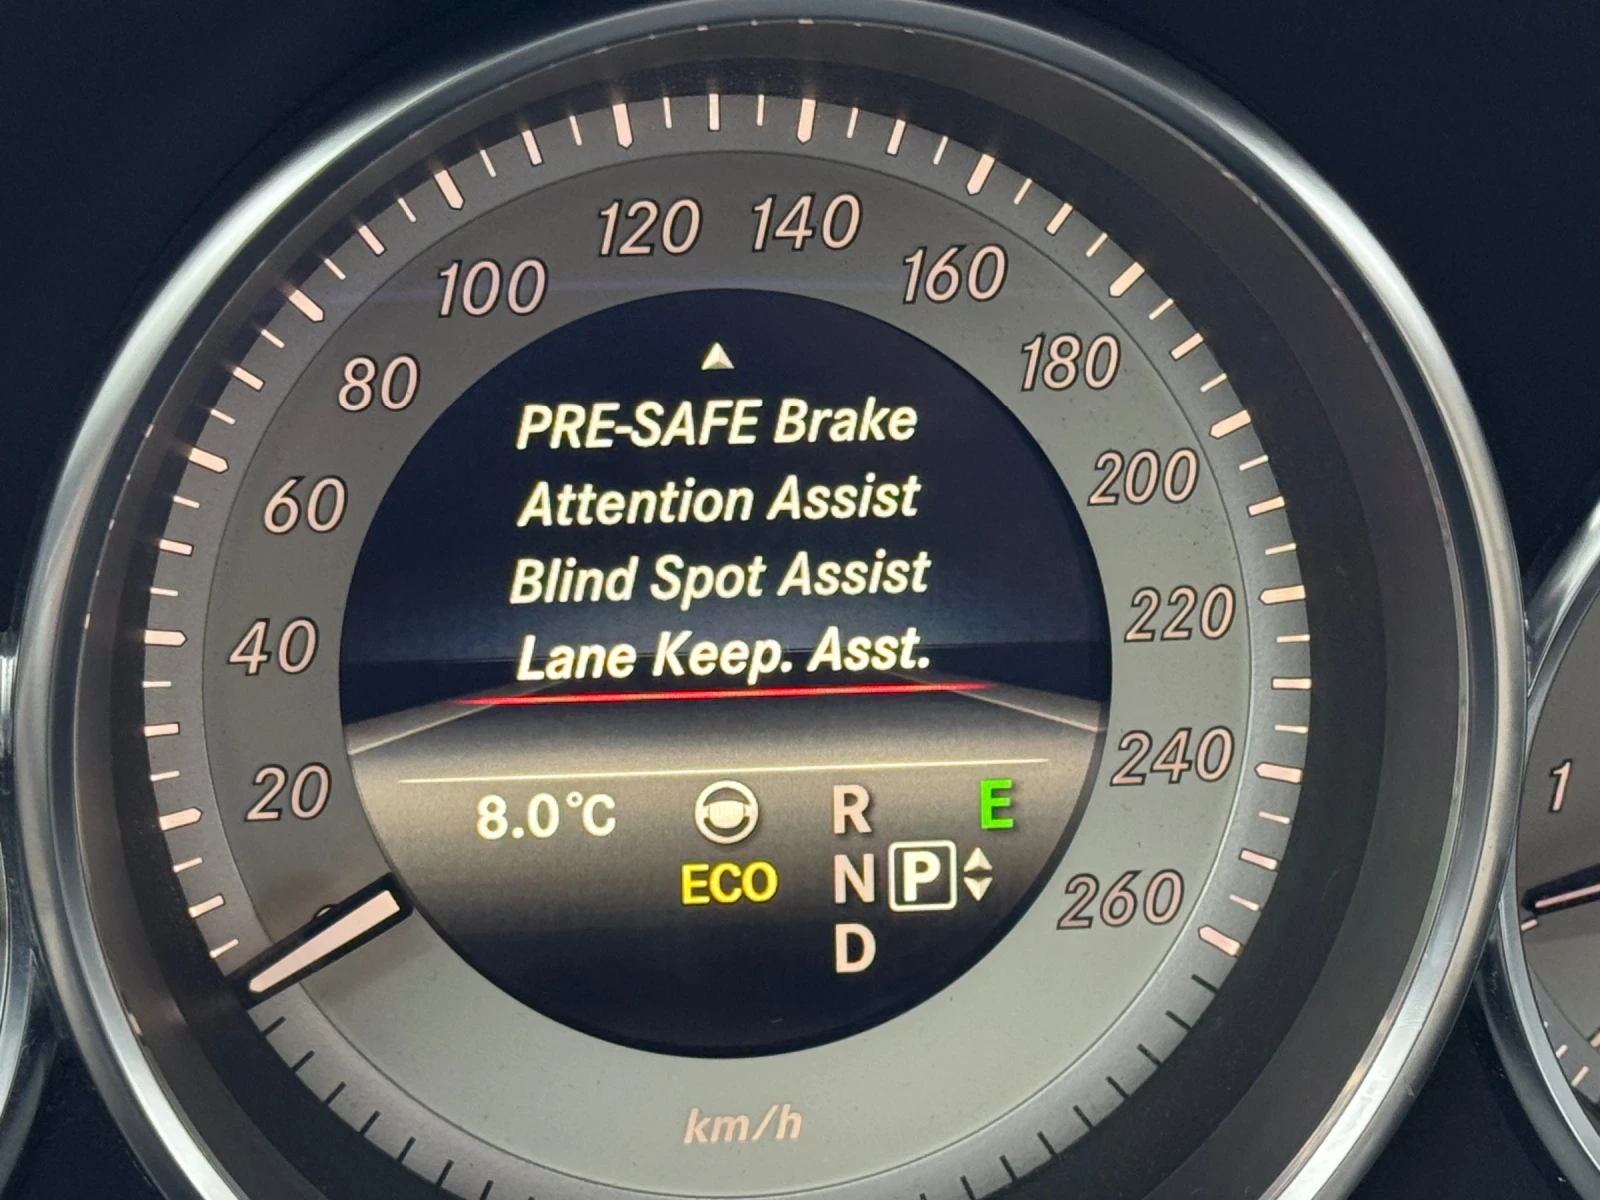 120 140
100 160
80 180
60 200
40 220
20 240
260
PRE-SAFE Brake
Attention Assist
Blind Spot Assist
Lane Keep. Asst.
8.0°C R E
ECO N P
D
km/h
1